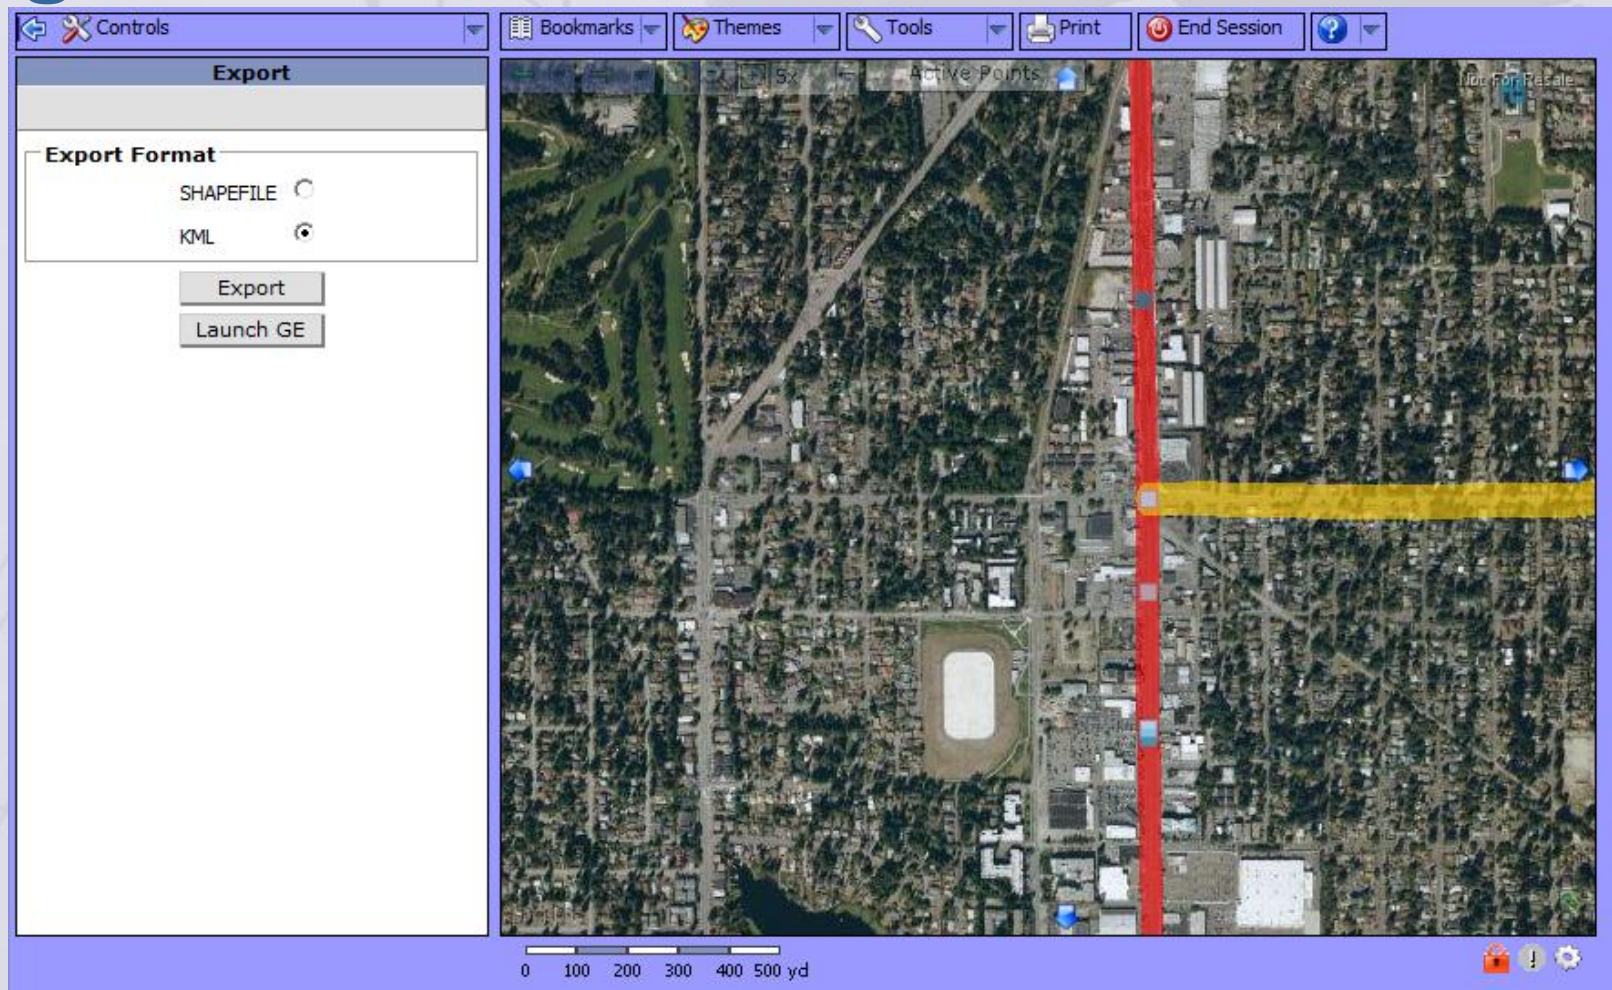 Controls
Bookmarks
Themes
Tools
Print
End Session
Export
Export Format
SHAPEFILE
KML
Export
Launch GE
5x
Active Points
Not For Resale
0 100 200 300 400 500 yd